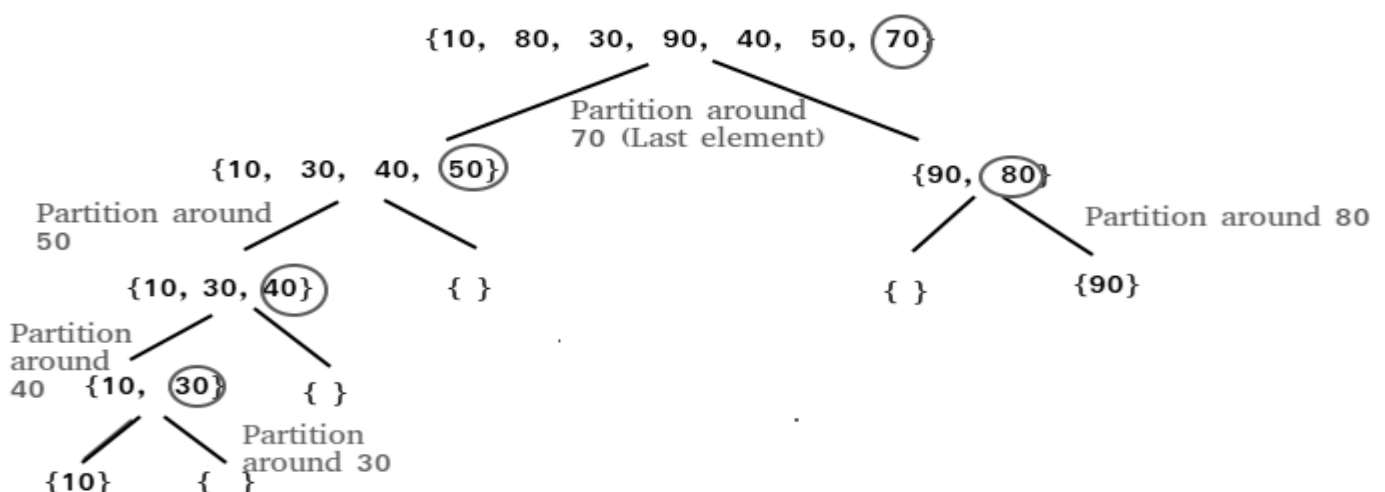 {10, 80, 30, 90, 40, 50, 70}
Partition around
70 (Last element)
{10, 30, 40, 50}
{90, 80}
Partition around
50
Partition around 80
{10, 30, 40}
{ }
{ }
{90}
Partition
around
40
{10, 30}
{ }
Partition
around 30
{10}
{ }